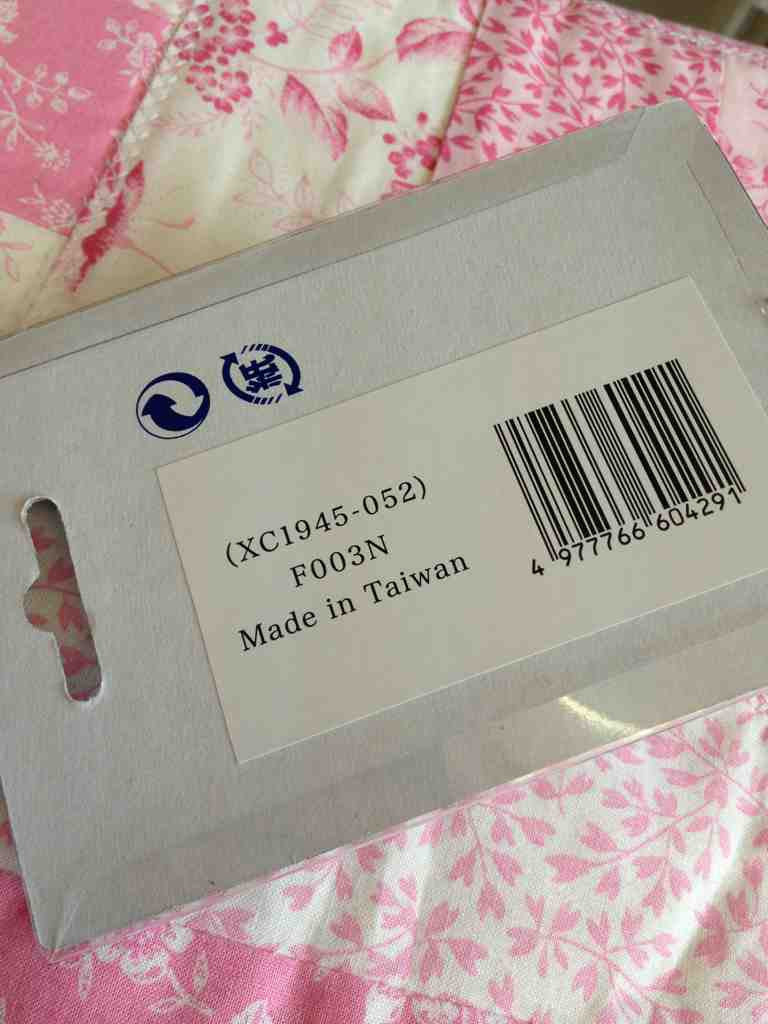 紙
(XC1945-052)
F003N
Made in Taiwan
4 977766 604291